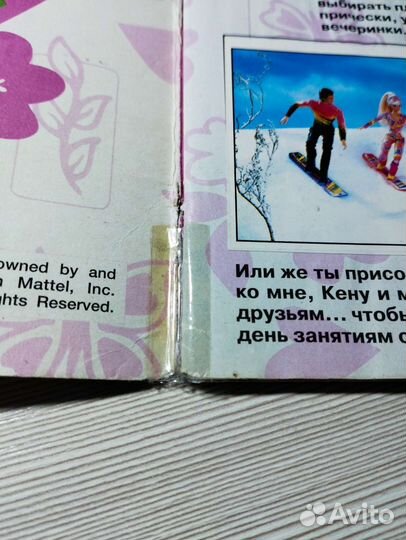 owned by and
Mattel, Inc.
Rights Reserved.
выбирать
прически, у
вечеринки.
Или же ты присо
ко мне, Кену и м
друзьям... чтобы
день занятиям с
Avito